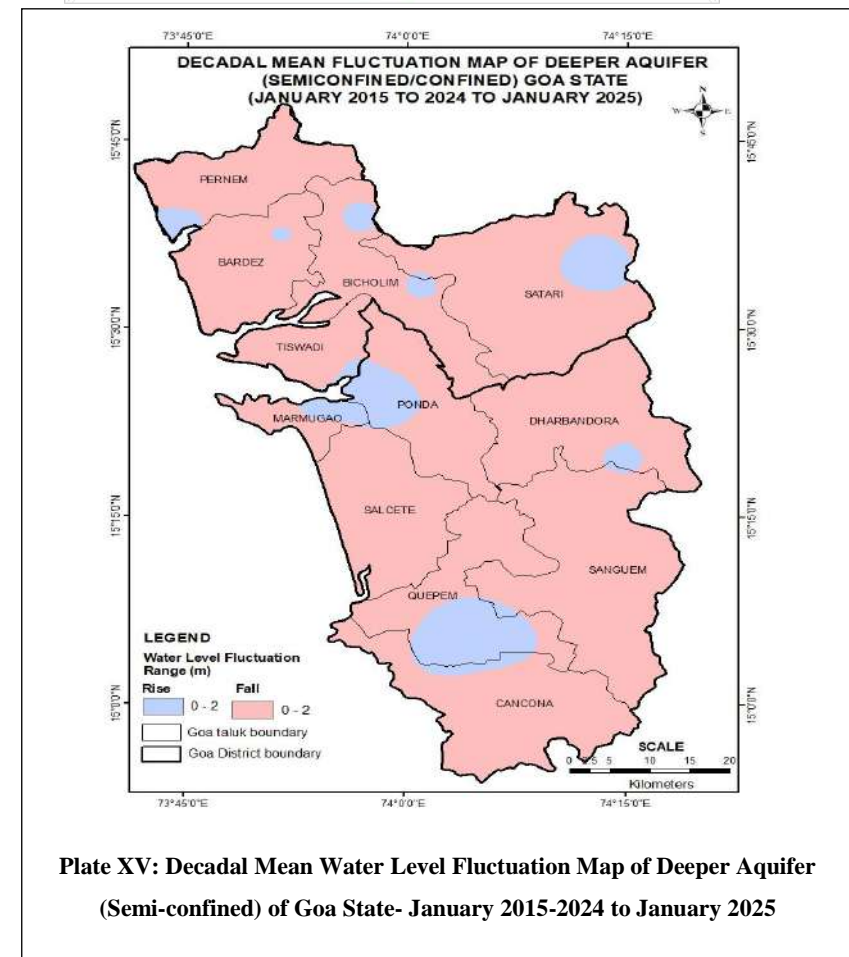 73°45'0"E 74°0'0"E 74°15'0"E
DECADAL MEAN FLUCTUATION MAP OF DEEPER AQUIFER
(SEMICONFINED/CONFINED) GOA STATE
(JANUARY 2015 TO 2024 TO JANUARY 2025)
N
W E
S
15°45'0"N 15°45'0"N
PERNEM
BARDEZ
BICHOLIM
SATARI
15°30'0"N 15°30'0"N
TISWADI
PONDA
MARMUGAO
DHARBANDORA
15°15'0"N 15°15'0"N
SALCETE
SANGUEM
QUEPEM
LEGEND
Water Level Fluctuation
Range (m)
Rise Fall
0 - 2 0 - 2
Goa taluk boundary
Goa District boundary
15°0'0"N 15°0'0"N
CANCONA
SCALE
0 2.5 5 10 15 20
Kilometers
73°45'0"E 74°0'0"E 74°15'0"E
Plate XV: Decadal Mean Water Level Fluctuation Map of Deeper Aquifer
(Semi-confined) of Goa State- January 2015-2024 to January 2025